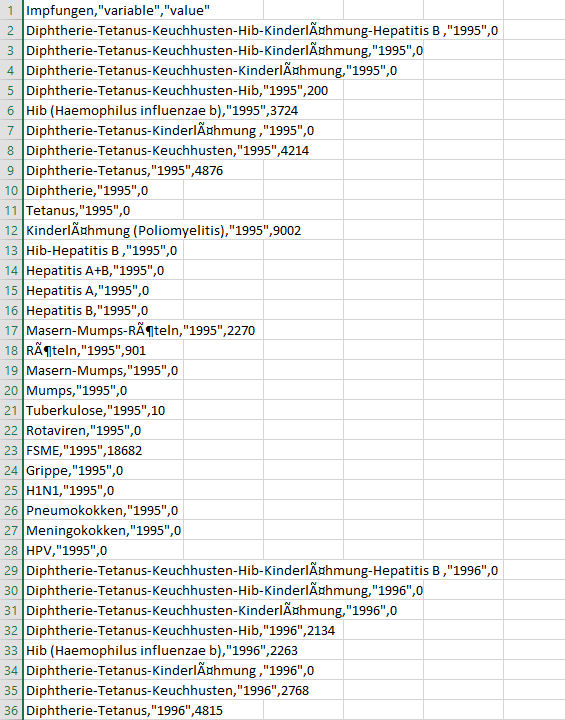 1 Impfungen,"variable","value"
2 Diphtherie-Tetanus-Keuchhusten-Hib-KinderlÃ¤hmung-Hepatitis B ,"1995",0
3 Diphtherie-Tetanus-Keuchhusten-Hib-KinderlÃ¤hmung,"1995",0
4 Diphtherie-Tetanus-Keuchhusten-KinderlÃ¤hmung,"1995",0
5 Diphtherie-Tetanus-Keuchhusten-Hib,"1995",200
6 Hib (Haemophilus influenzae b),"1995",3724
7 Diphtherie-Tetanus-KinderlÃ¤hmung ,"1995",0
8 Diphtherie-Tetanus-Keuchhusten,"1995",4214
9 Diphtherie-Tetanus,"1995",4876
10 Diphtherie,"1995",0
11 Tetanus,"1995",0
12 KinderlÃ¤hmung (Poliomyelitis),"1995",9002
13 Hib-Hepatitis B ,"1995",0
14 Hepatitis A+B,"1995",0
15 Hepatitis A,"1995",0
16 Hepatitis B,"1995",0
17 Masern-Mumps-RÃ¶teln,"1995",2270
18 RÃ¶teln,"1995",901
19 Masern-Mumps,"1995",0
20 Mumps,"1995",0
21 Tuberkulose,"1995",10
22 Rotaviren,"1995",0
23 FSME,"1995",18682
24 Grippe,"1995",0
25 H1N1,"1995",0
26 Pneumokokken,"1995",0
27 Meningokokken,"1995",0
28 HPV,"1995",0
29 Diphtherie-Tetanus-Keuchhusten-Hib-KinderlÃ¤hmung-Hepatitis B ,"1996",0
30 Diphtherie-Tetanus-Keuchhusten-Hib-KinderlÃ¤hmung,"1996",0
31 Diphtherie-Tetanus-Keuchhusten-KinderlÃ¤hmung,"1996",0
32 Diphtherie-Tetanus-Keuchhusten-Hib,"1996",2134
33 Hib (Haemophilus influenzae b),"1996",2263
34 Diphtherie-Tetanus-KinderlÃ¤hmung ,"1996",0
35 Diphtherie-Tetanus-Keuchhusten,"1996",2768
36 Diphtherie-Tetanus,"1996",4815